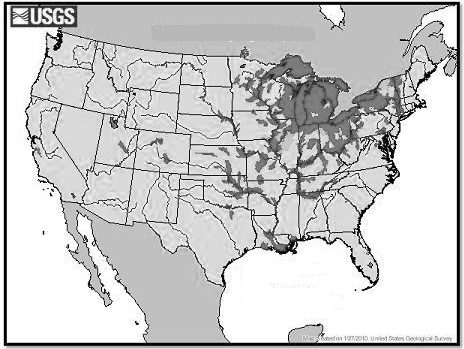 USGS
Map created on 1/27/2010. United States Geological Survey